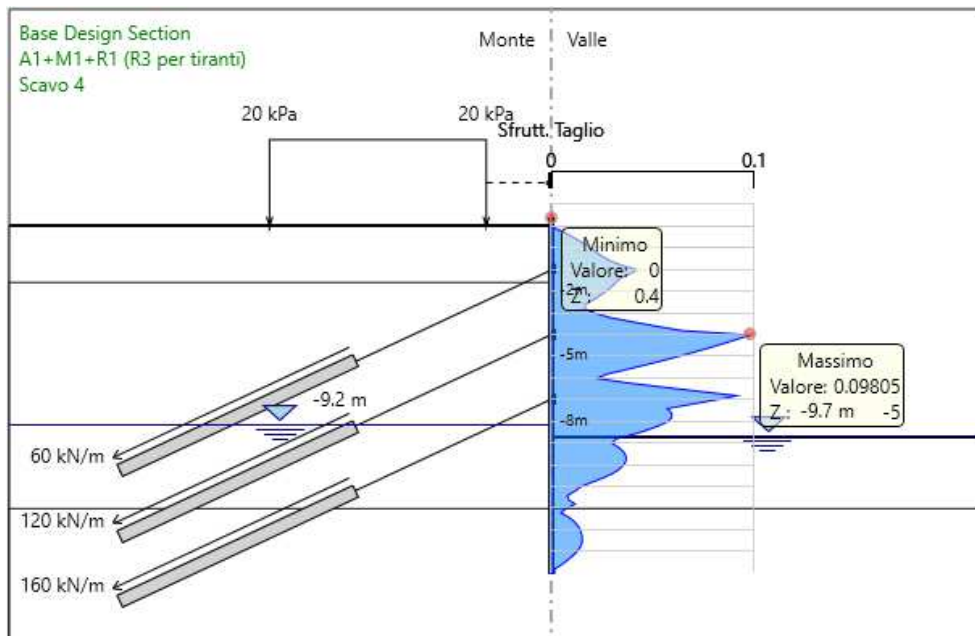 Base Design Section
A1+M1+R1 (R3 per tiranti)
Scavo 4
Monte
Valle
20 kPa
20 kPa
Sfrutt. Taglio
0
0.1
Minimo
Valore: 0
Z : 0.4
-2m
-5m
-8m
Massimo
Valore: 0.09805
Z : -5
-9.7 m
-9.2 m
60 kN/m
120 kN/m
160 kN/m